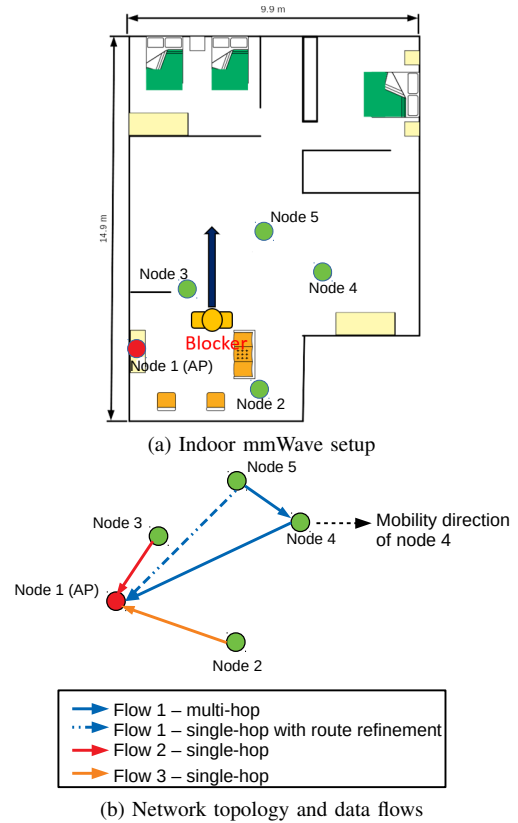 9.9 m
14.9 m
Node 5
Node 3
Node 4
Blocker
Node 1 (AP)
Node 2
(a) Indoor mmWave setup
Node 5
Node 3
Node 4
Mobility direction
of node 4
Node 1 (AP)
Node 2
Flow 1 – multi-hop
Flow 1 – single-hop with route refinement
Flow 2 – single-hop
Flow 3 – single-hop
(b) Network topology and data flows